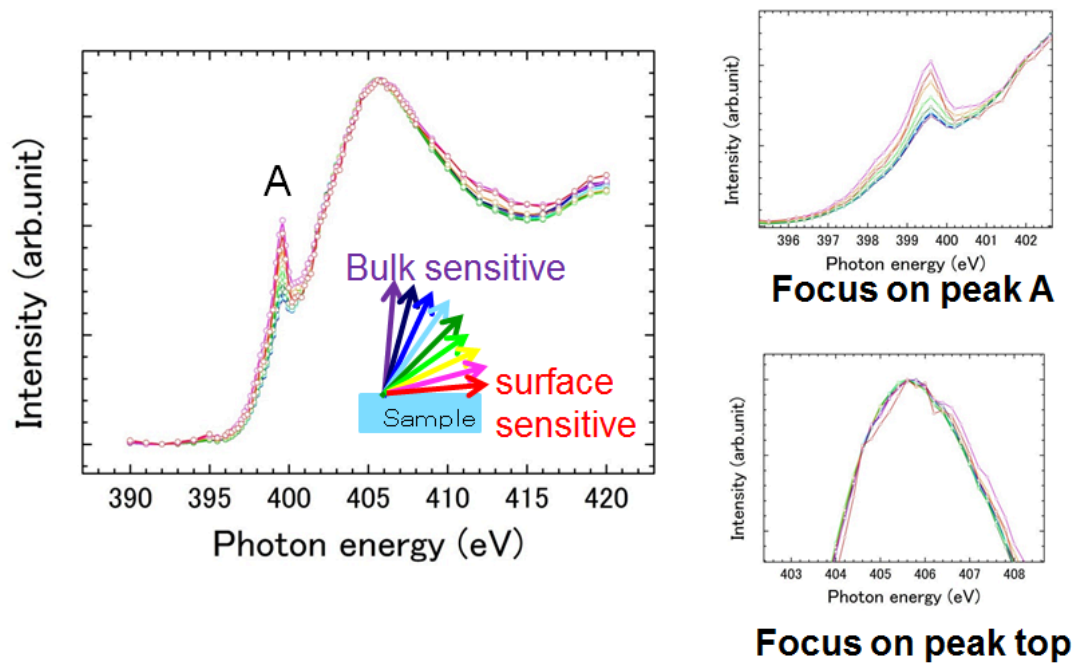 A
Bulk sensitive
surface
sensitive
Sample
Intensity (arb.unit)
390 395 400 405 410 415 420
Photon energy (eV)
Intensity (arb.unit)
396 397 398 399 400 401 402
Photon energy (eV)
Focus on peak A
Intensity (arb.unit)
403 404 405 406 407 408
Photon energy (eV)
Focus on peak top